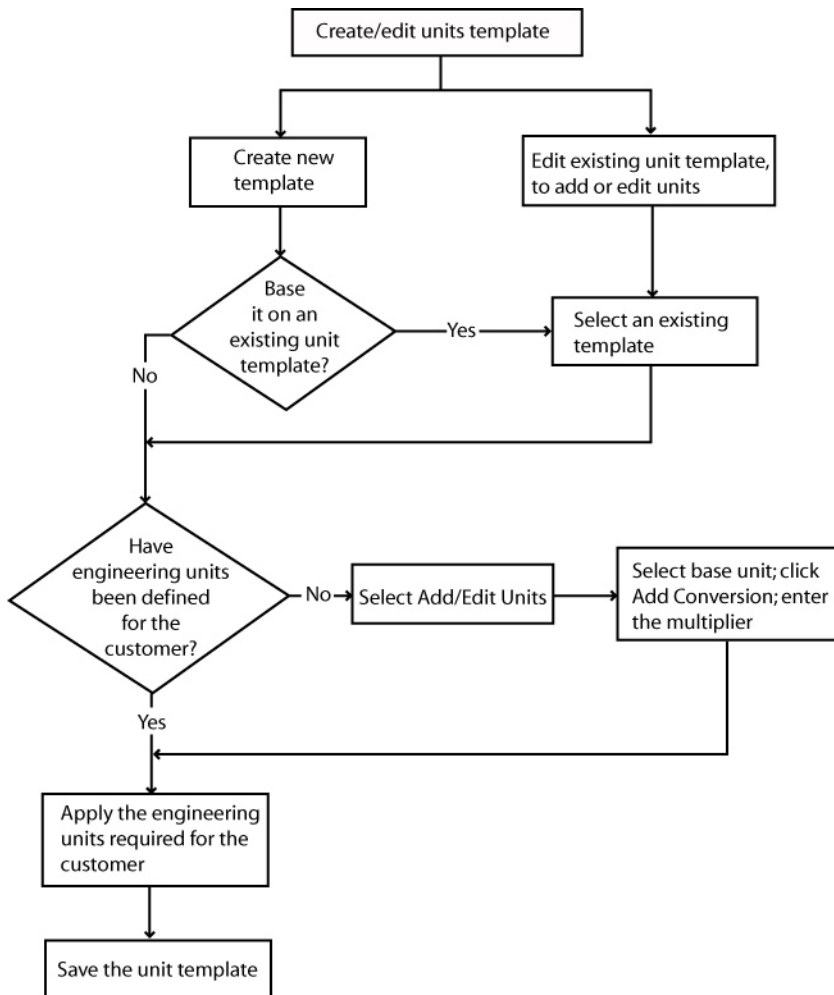 Create/edit units template
Create new
template
Edit existing unit template,
to add or edit units
Base
it on an
existing unit
template?
Yes
Select an existing
template
No
Have
engineering units
been defined
for the
customer?
No
Select Add/Edit Units
Select base unit; click
Add Conversion; enter
the multiplier
Yes
Apply the engineering
units required for the
customer
Save the unit template